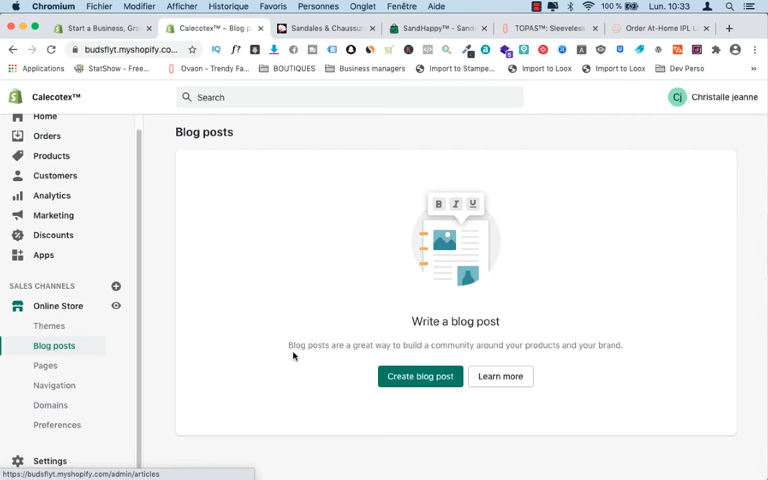 Chromium Fichier Modifier Afficher Historique Favoris Personnes Onglet Fenêtre Aide 100 % Lun. 10:33
Start a Business, Gro
Calecotex™ ~ Blog p
Sandales & Chaussur
SandHappy™ ~ Sand
TOPAS™: Sleeveless
Order At-Home IPL L
budsflyt.myshopify.co...
Applications StatShow - Free... Ovaon - Trendy Fa... BOUTIQUES Business managers Import to Stampe... Import to Loox Import to Loox Dev Perso
Calecotex™
Search
Cj Christalle jeanne
Home
Orders
Products
Customers
Analytics
Marketing
Discounts
Apps
SALES CHANNELS
Online Store
Themes
Blog posts
Pages
Navigation
Domains
Preferences
Settings
https://budsflyt.myshopify.com/admin/articles
Blog posts
B I U
Write a blog post
Blog posts are a great way to build a community around your products and your brand.
Create blog post Learn more